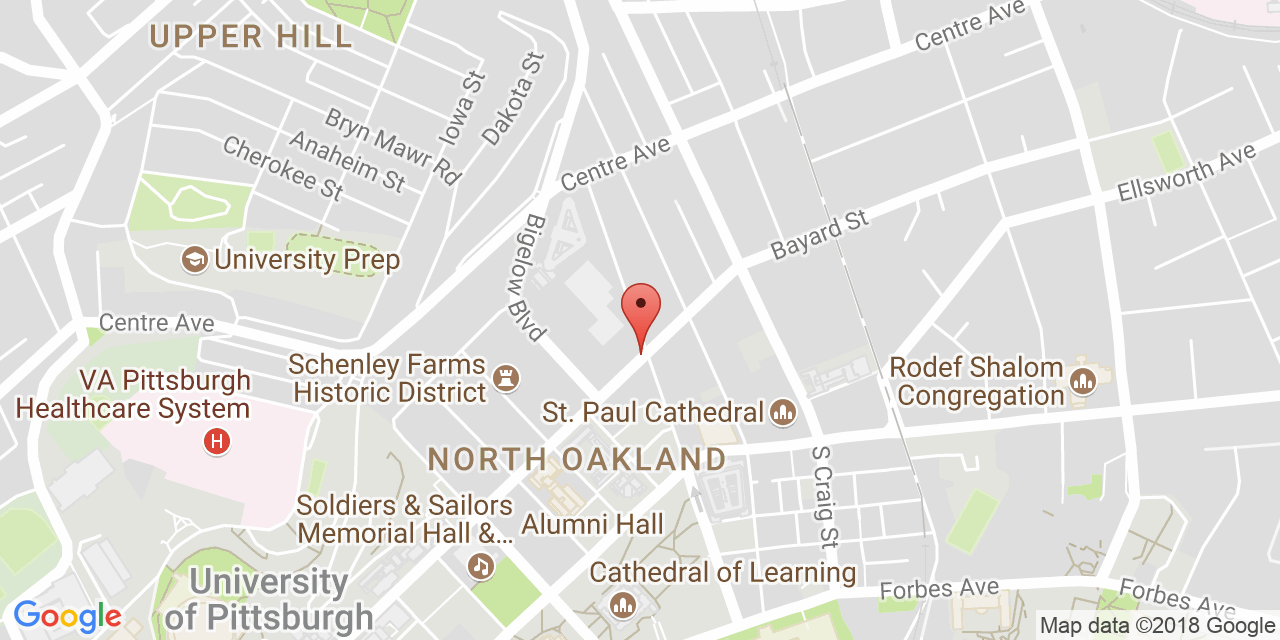 UPPER HILL
Centre Ave
Iowa St
Dakota St
Bryn Mawr Rd
Anaheim St
Cherokee St
Centre Ave
Ellsworth Ave
Bayard St
Bigelow Blvd
University Prep
Centre Ave
Schenley Farms
Historic District
VA Pittsburgh
Healthcare System
H
Rodef Shalom
Congregation
St. Paul Cathedral
NORTH OAKLAND
S Craig St
Soldiers & Sailors
Memorial Hall &...
Alumni Hall
Cathedral of Learning
University
of Pittsburgh
Forbes Ave
Forbes Ave
Google
Map data ©2018 Google